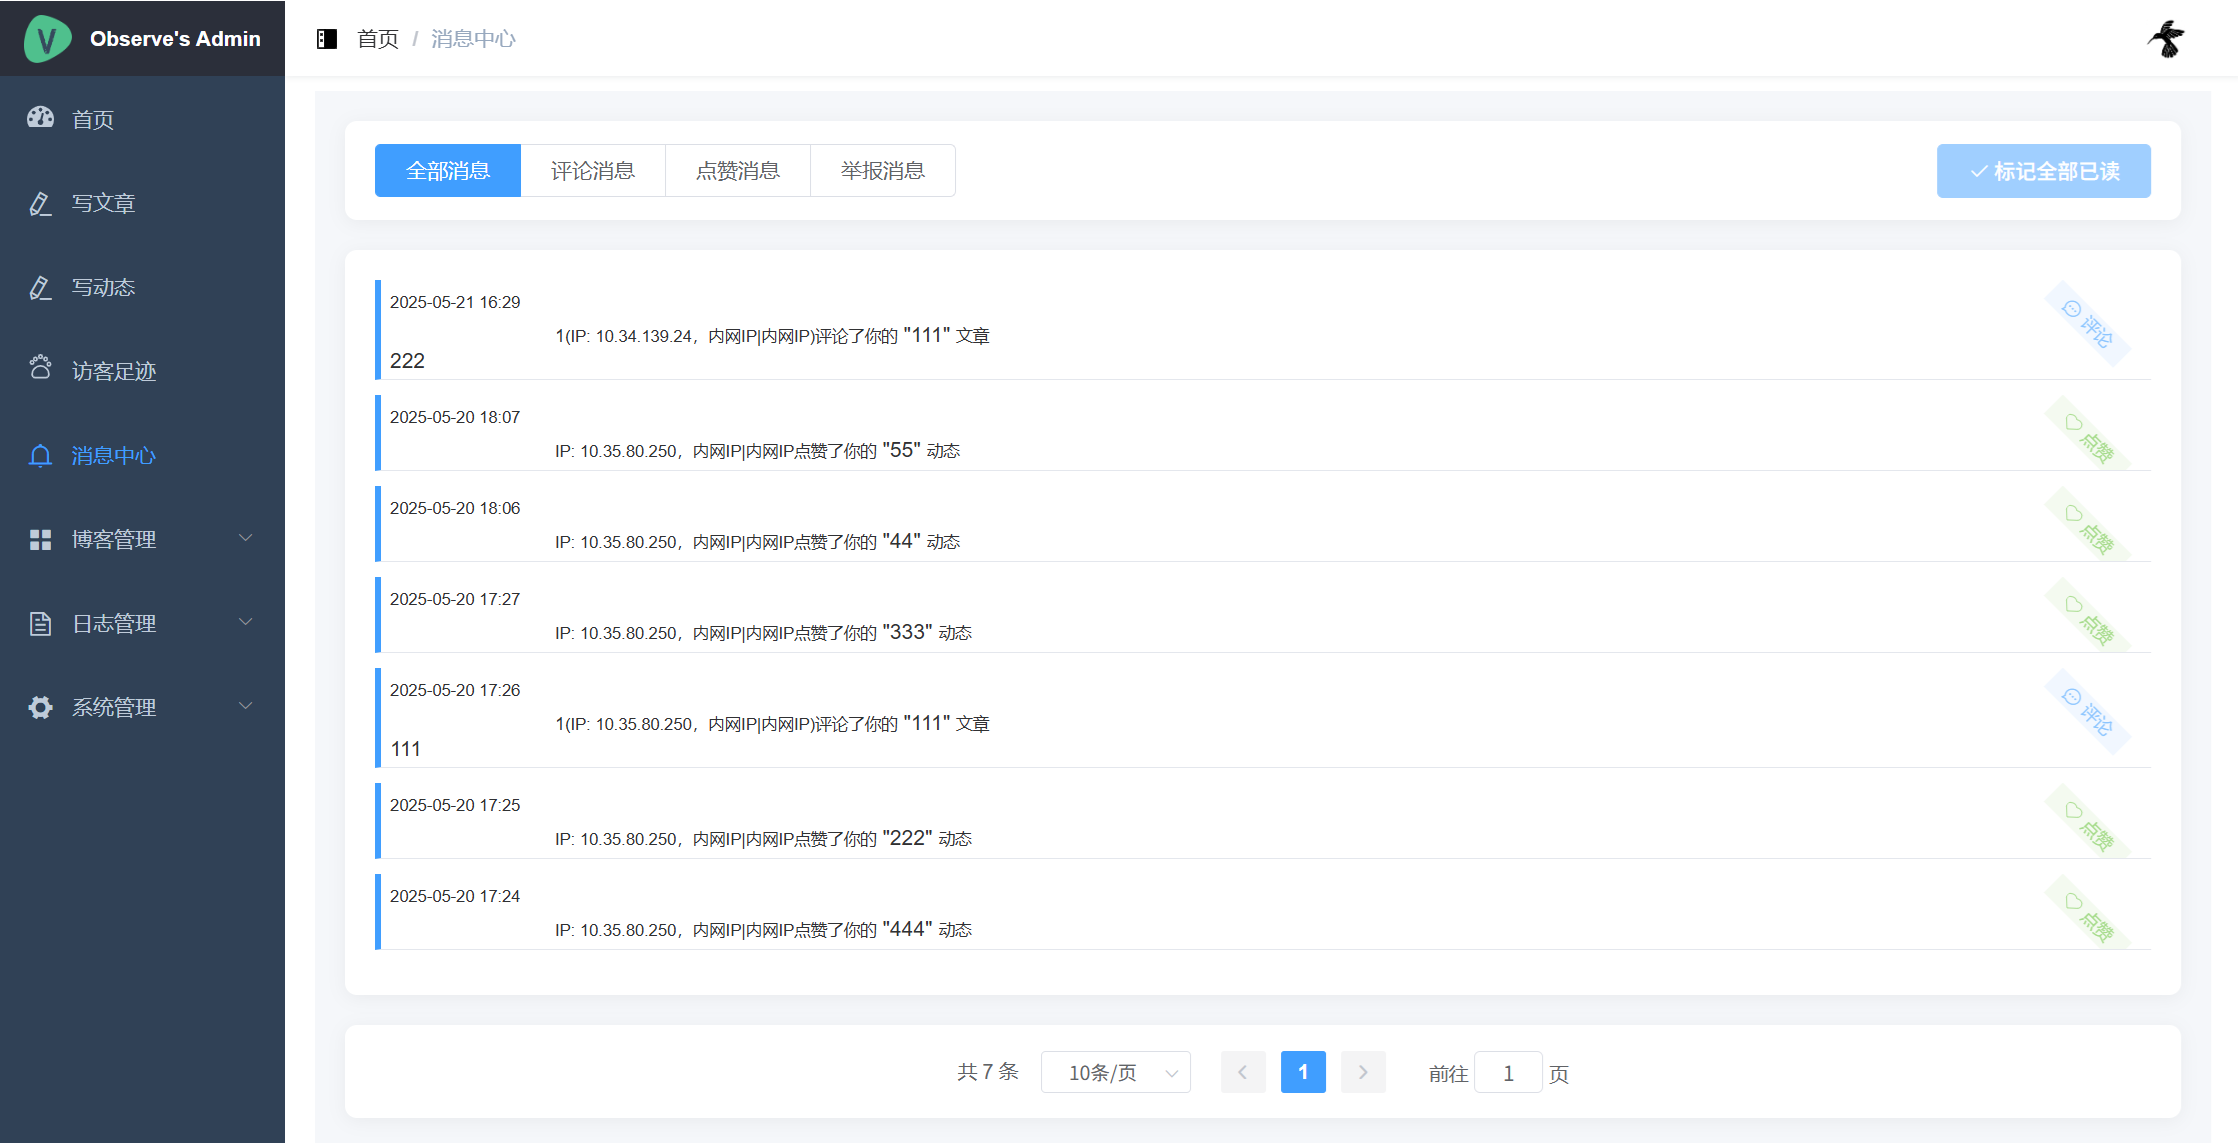 Observe's Admin
首页 / 消息中心
首页
写文章
写动态
访客足迹
消息中心
博客管理
日志管理
系统管理
全部消息 评论消息 点赞消息 举报消息
标记全部已读
2025-05-21 16:29
1(IP: 10.34.139.24，内网IP|内网IP)评论了你的 "111" 文章
222
评论
2025-05-20 18:07
IP: 10.35.80.250，内网IP|内网IP点赞了你的 "55" 动态
点赞
2025-05-20 18:06
IP: 10.35.80.250，内网IP|内网IP点赞了你的 "44" 动态
点赞
2025-05-20 17:27
IP: 10.35.80.250，内网IP|内网IP点赞了你的 "333" 动态
点赞
2025-05-20 17:26
1(IP: 10.35.80.250，内网IP|内网IP)评论了你的 "111" 文章
111
评论
2025-05-20 17:25
IP: 10.35.80.250，内网IP|内网IP点赞了你的 "222" 动态
点赞
2025-05-20 17:24
IP: 10.35.80.250，内网IP|内网IP点赞了你的 "444" 动态
点赞
共 7 条 10条/页 1 前往 1 页